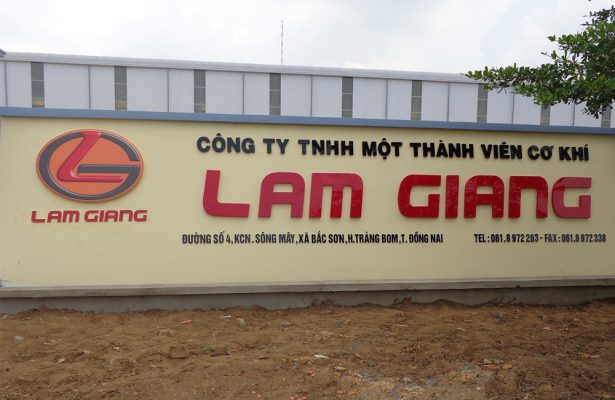 CÔNG TY TNHH MỘT THÀNH VIÊN CƠ KHÍ
LAM GIANG
LG
LAM GIANG
ĐƯỜNG SỐ 4, KCN. SÔNG MÂY, XÃ BẮC SƠN, H.TRẢNG BOM, T. ĐỒNG NAI
TEL : 061.8 972 263 - FAX : 061.8 972 338